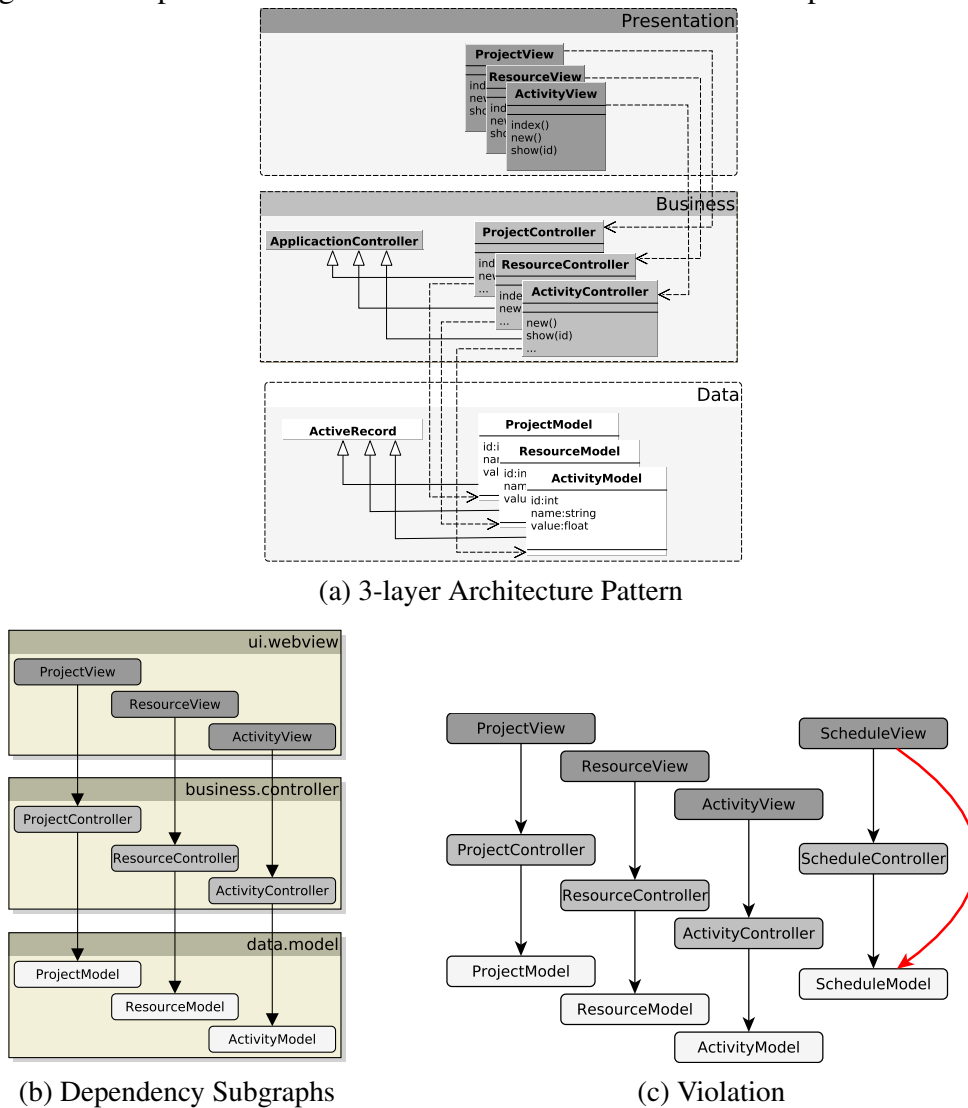 Presentation
ProjectView
ResourceView
ActivityView
index()
new()
show(id)
Business
ApplicactionController
ProjectController
ResourceController
ActivityController
new()
show(id)
...
...
...
Data
ActiveRecord
ProjectModel
ResourceModel
ActivityModel
id:int
name:string
value:float
(a) 3-layer Architecture Pattern
ui.webview
ProjectView
ResourceView
ActivityView
business.controller
ProjectController
ResourceController
ActivityController
data.model
ProjectModel
ResourceModel
ActivityModel
(b) Dependency Subgraphs
ProjectView
ScheduleView
ResourceView
ActivityView
ProjectController
ScheduleController
ResourceController
ActivityController
ProjectModel
ScheduleModel
ResourceModel
ActivityModel
(c) Violation